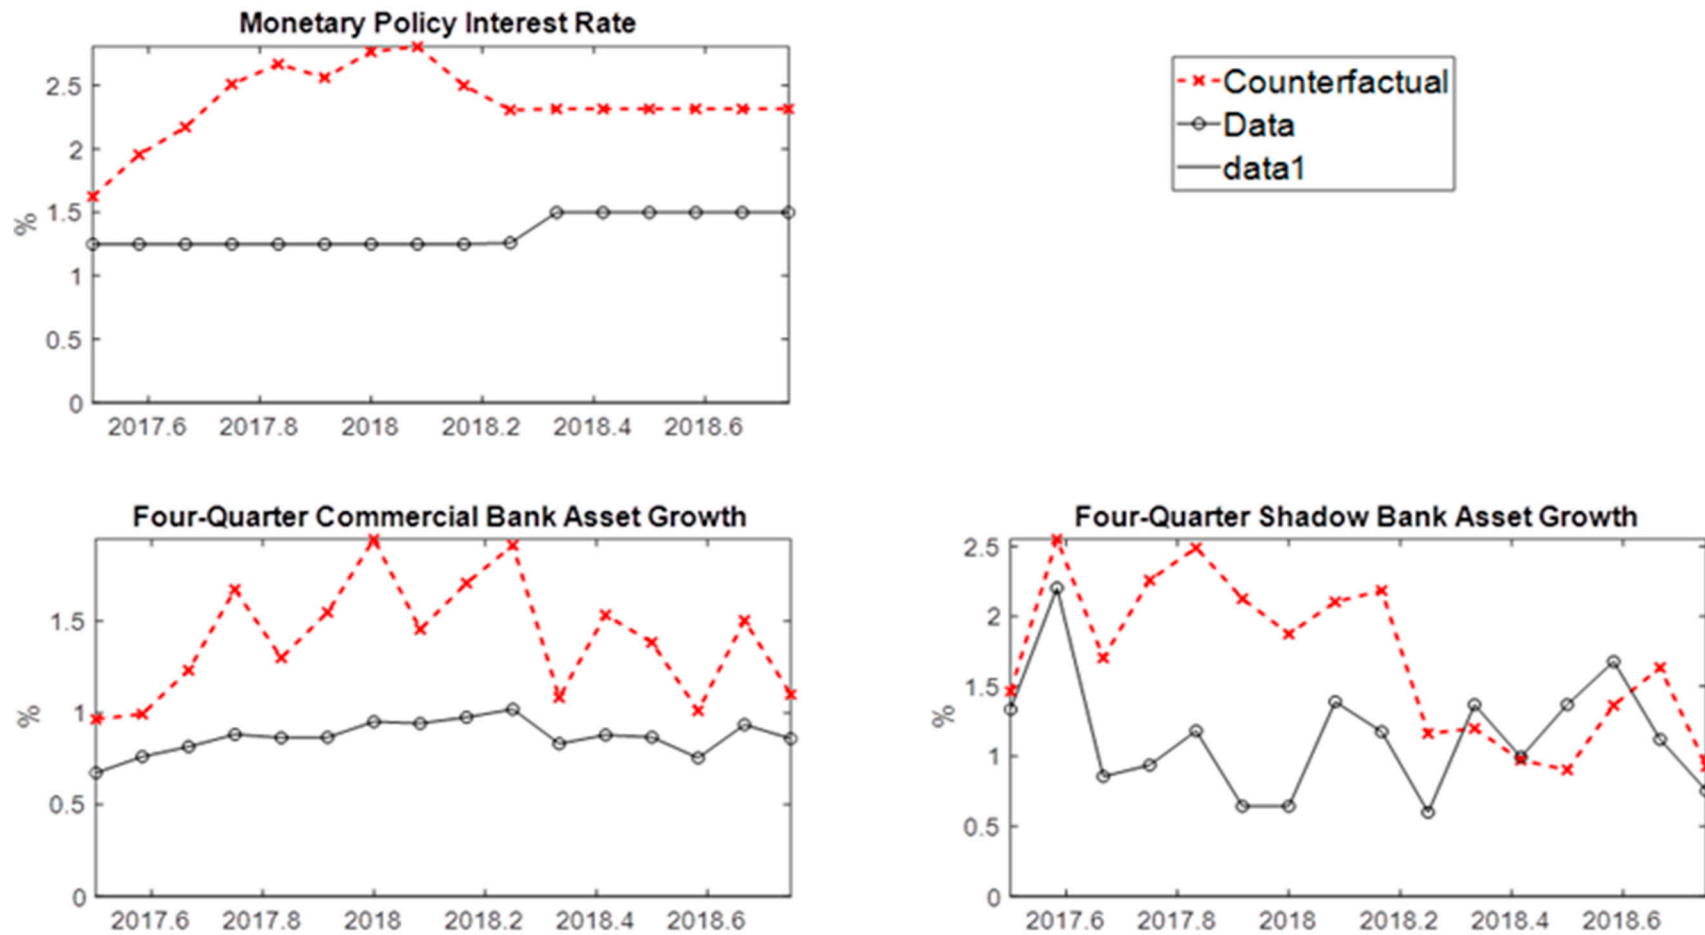 Monetary Policy Interest Rate
2.5
2
1.5
1
0.5
0
%
2017.6 2017.8 2018 2018.2 2018.4 2018.6
Counterfactual
Data
data1
Four-Quarter Commercial Bank Asset Growth
1.5
1
0.5
0
%
2017.6 2017.8 2018 2018.2 2018.4 2018.6
Four-Quarter Shadow Bank Asset Growth
2.5
2
1.5
1
0.5
0
%
2017.6 2017.8 2018 2018.2 2018.4 2018.6